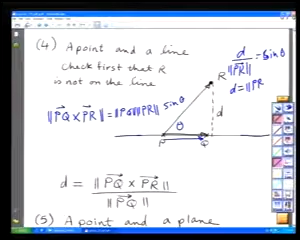 (4) A point and a line
check first that R
is not on the line
d / ||PR|| = sin θ
d = ||PR
||PQ × PR|| = ||PQ|| ||PR|| sin θ
R
d
θ
P
Q
d = ||PQ × PR|| / ||PQ||
(5) A point and a plane